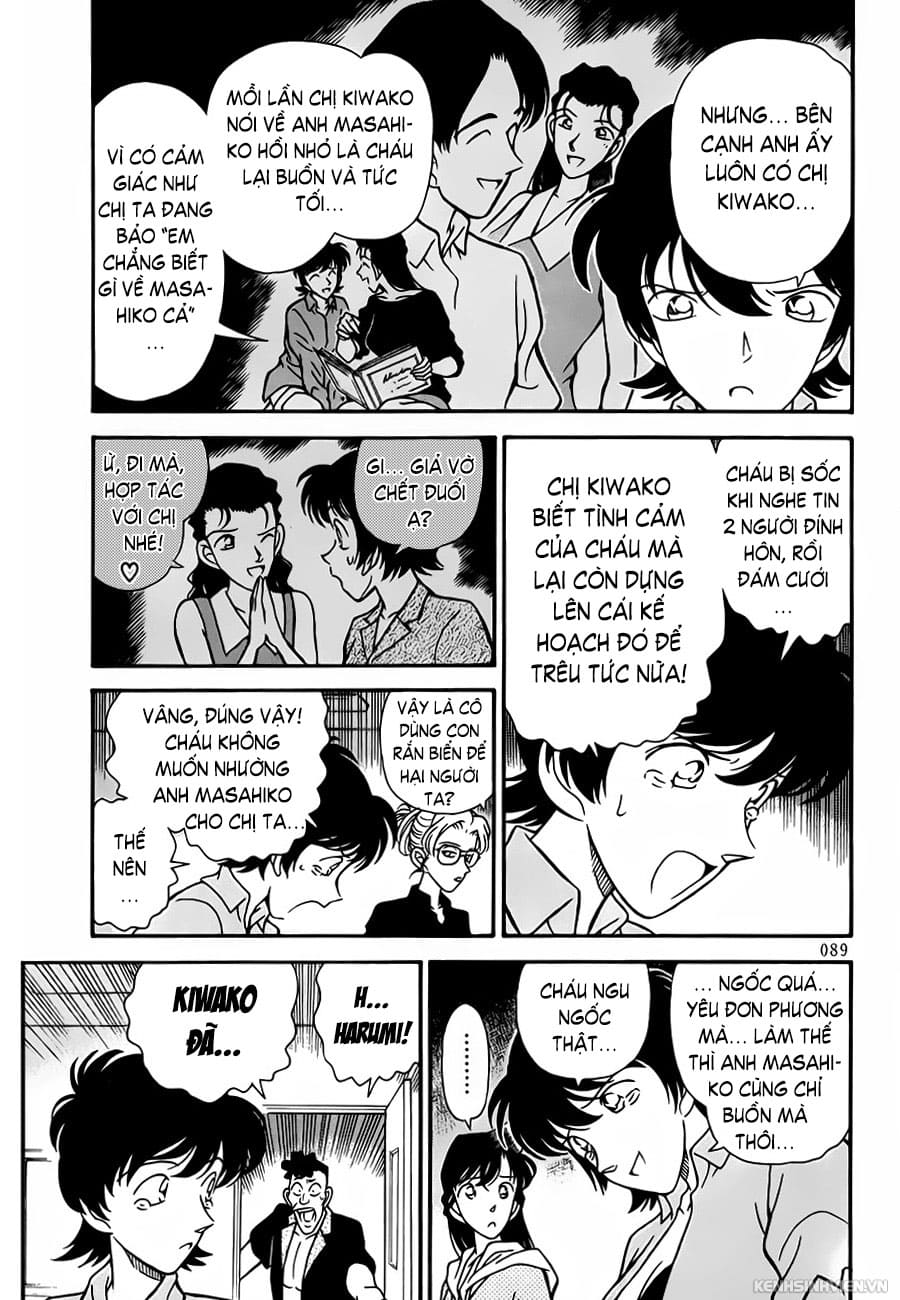 NHƯNG... BÊN
CẠNH ANH ẤY
LUÔN CÓ CHỊ
KIWAKO...
MỖI LẦN CHỊ KIWAKO
NÓI VỀ ANH MASAHI-
KO HỒI NHỎ LÀ CHÁU
LẠI BUỒN VÀ TỨC
TỐI...
VÌ CÓ CẢM
GIÁC NHƯ
CHỊ TA ĐANG
BẢO "EM
CHẲNG BIẾT
GÌ VỀ MASA-
HIKO CẢ"
...
CHÁU BỊ SỐC
KHI NGHE TIN
2 NGƯỜI ĐÍNH
HÔN, RỒI
ĐÁM CƯỚI
...
CHỊ KIWAKO
BIẾT TÌNH CẢM
CỦA CHÁU MÀ
LẠI CÒN DỰNG
LÊN CÁI KẾ
HOẠCH ĐÓ ĐỂ
TRÊU TỨC NỮA!
GI... GIẢ VỜ
CHẾT ĐUỐI
Ạ?
Ừ, ĐI MÀ,
HỢP TÁC
VỚI CHỊ
NHÉ!
♡
VẬY LÀ CÔ
DÙNG CON
RẮN BIỂN ĐỂ
HẠI NGƯỜI
TA?
VÂNG, ĐÚNG VẬY!
CHÁU KHÔNG
MUỐN NHƯỜNG
ANH MASAHIKO
CHO CHỊ TA...
THẾ
NÊN
...
089
... NGỐC QUÁ...
YÊU ĐƠN PHƯƠNG
MÀ... LÀM THẾ
THÌ ANH MASAHI-
KO CŨNG CHỈ
BUỒN MÀ
THÔI...
CHÁU NGU
NGỐC
THẬT...
.........
H...
HARUMI!
KIWAKO
ĐÃ...
KENHSINHVIEN.VN